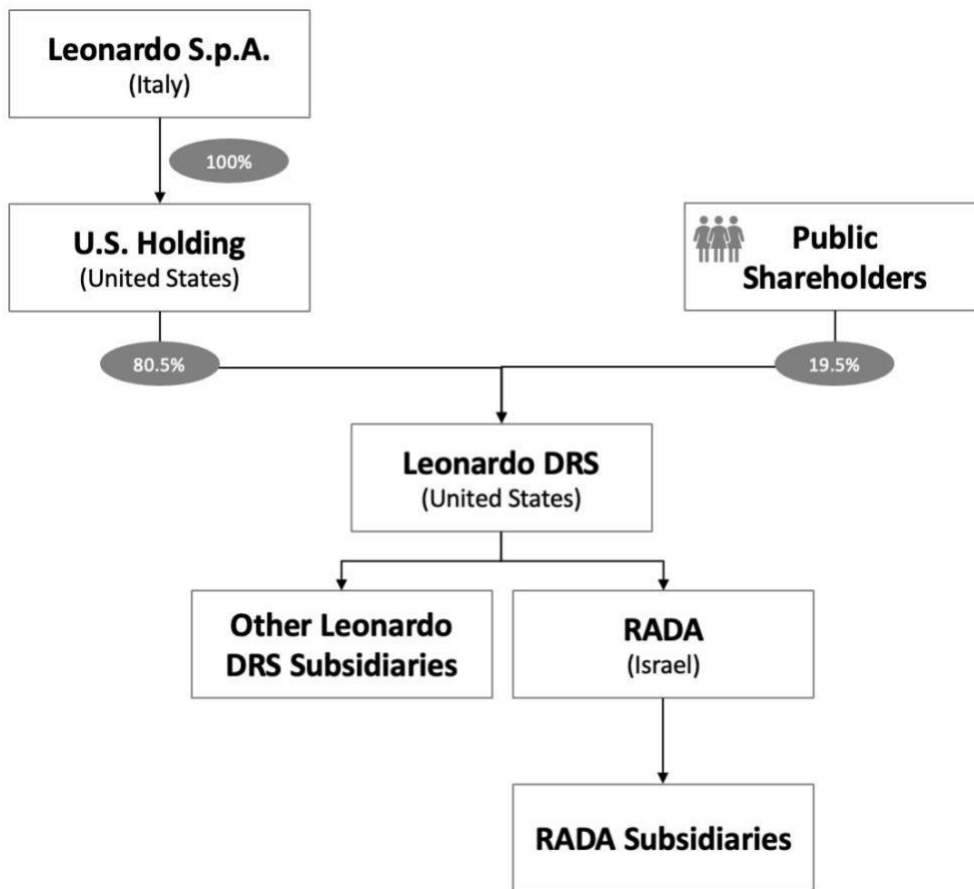 Leonardo S.p.A.
(Italy)
100%
U.S. Holding
(United States)
Public
Shareholders
80.5%
19.5%
Leonardo DRS
(United States)
Other Leonardo
DRS Subsidiaries
RADA
(Israel)
RADA Subsidiaries